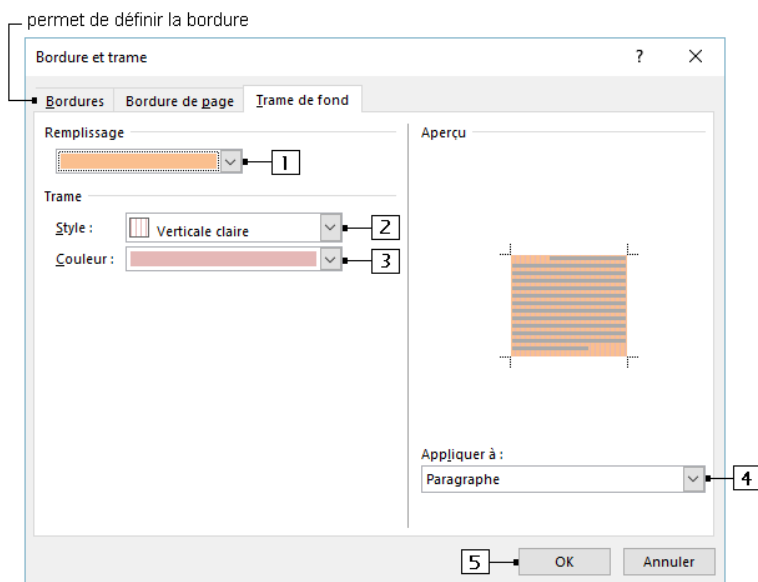 permet de définir la bordure
Bordure et trame ? ×
Bordures Bordure de page Trame de fond
Remplissage Aperçu
1
Trame
Style : Verticale claire 2
Couleur : 3
Appliquer à :
Paragraphe 4
5 OK Annuler